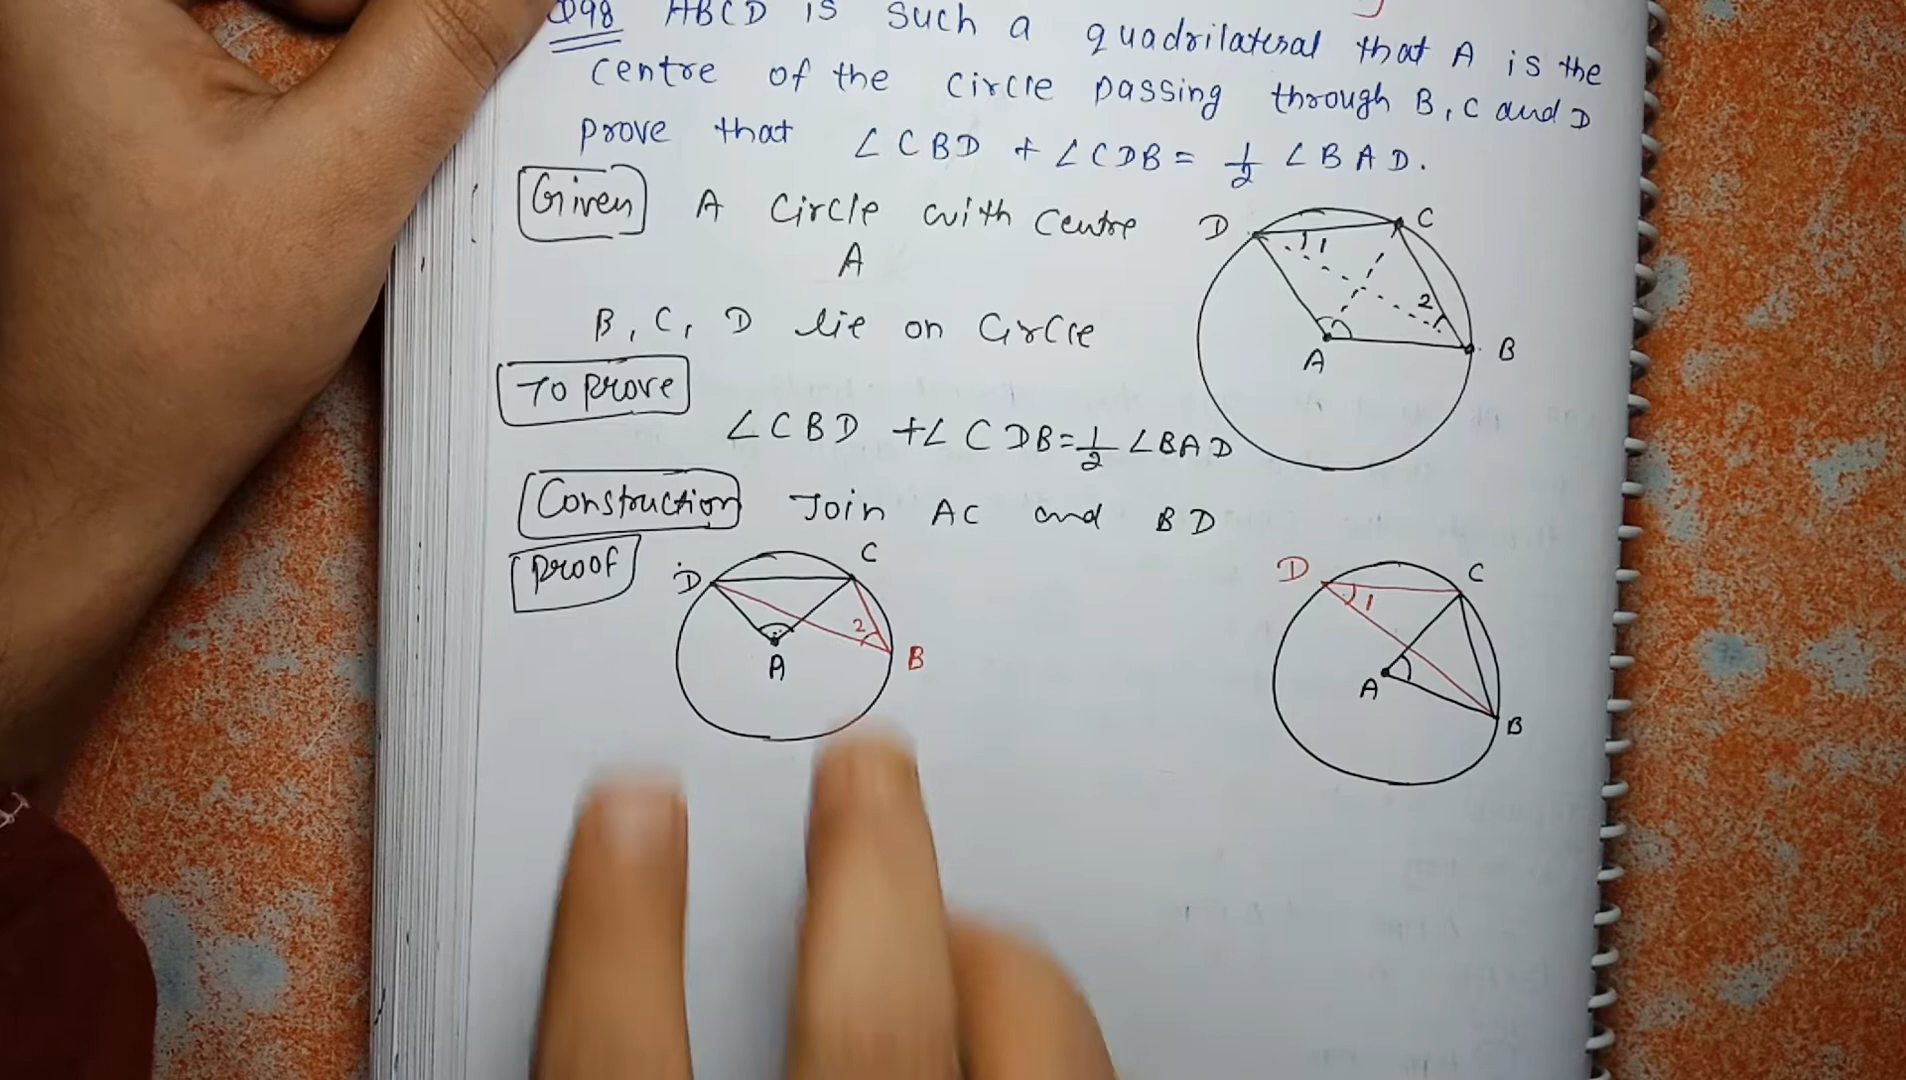 Q98 ABCD is such a quadrilateral that A is the
centre of the circle passing through B, C and D
prove that ∠CBD + ∠CDB = 1/2 ∠BAD.
Given A Circle with Centre
A
B, C, D lie on Circle
To prove
∠CBD + ∠CDB = 1/2 ∠BAD
Construction Join AC and BD
Proof
D C
1
2
A B
D C
2
A B
D C
1
A
B